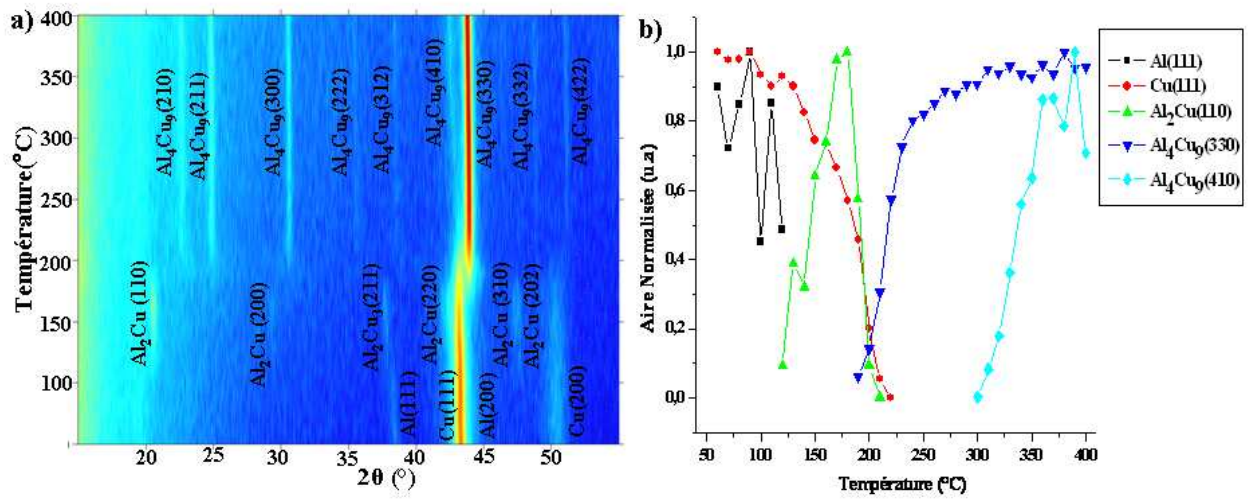 a)
Température(°C)
400
350
300
250
200
150
100
Al₄Cu₉(210)
Al₄Cu₉(211)
Al₄Cu₉(300)
Al₄Cu₉(222)
Al₄Cu₉(312)
Al₄Cu₉(410)
Al₄Cu₉(330)
Al₄Cu₉(332)
Al₄Cu₉(422)
Al₂Cu (110)
Al₂Cu (200)
Al₂Cu₃(211)
Al₂Cu(220)
Al₂Cu (310)
Al₂Cu (202)
Al(111)
Cu(111)
Al(200)
Cu(200)
20 25 30 35 40 45 50
2θ (°)
b)
Aire Normalisée (u.a)
1,0
0,8
0,6
0,4
0,2
0,0
50 100 150 200 250 300 350 400
Température (°C)
Al(111)
Cu(111)
Al₂Cu(110)
Al₄Cu₉(330)
Al₄Cu₉(410)